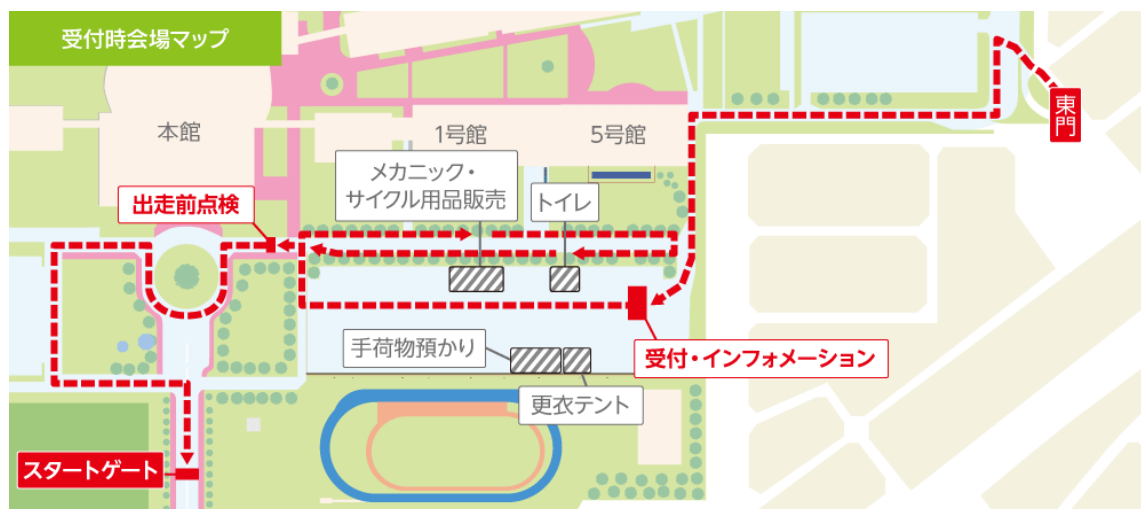 受付時会場マップ
本館
1号館
5号館
東門
メカニック・
サイクル用品販売
トイレ
出走前点検
手荷物預かり
受付・インフォメーション
更衣テント
スタートゲート